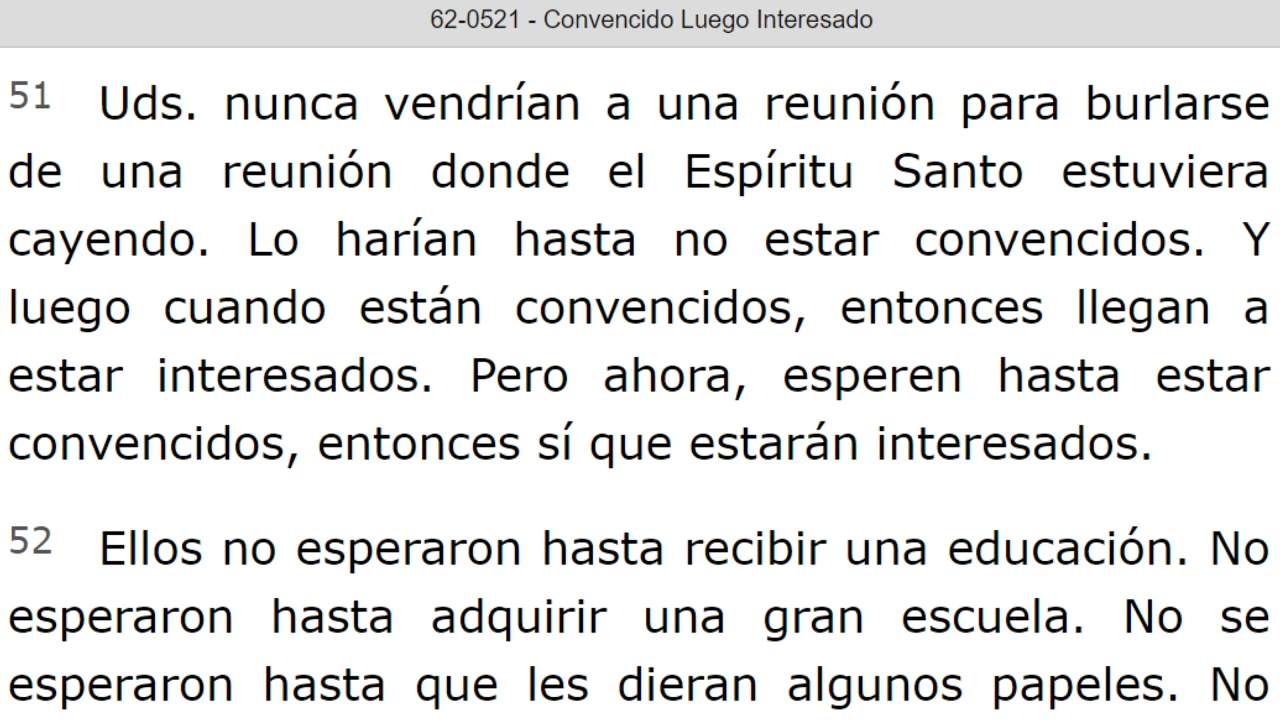 62-0521 - Convencido Luego Interesado
51 Uds. nunca vendrían a una reunión para burlarse
de una reunión donde el Espíritu Santo estuviera
cayendo. Lo harían hasta no estar convencidos. Y
luego cuando están convencidos, entonces llegan a
estar interesados. Pero ahora, esperen hasta estar
convencidos, entonces sí que estarán interesados.
52 Ellos no esperaron hasta recibir una educación. No
esperaron hasta adquirir una gran escuela. No se
esperaron hasta que les dieran algunos papeles. No